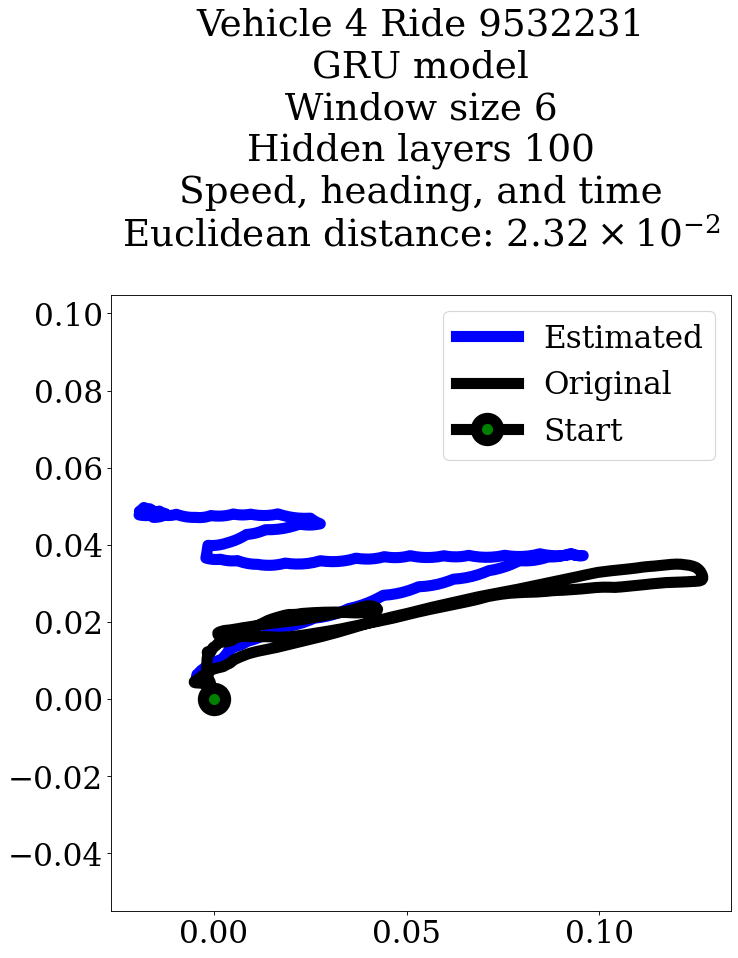 Vehicle 4 Ride 9532231
GRU model
Window size 6
Hidden layers 100
Speed, heading, and time
Euclidean distance: 2.32 × 10⁻²
Estimated
Original
Start
0.10
0.08
0.06
0.04
0.02
0.00
−0.02
−0.04
0.00 0.05 0.10